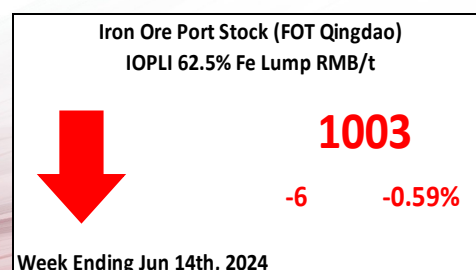 Iron Ore Port Stock (FOT Qingdao)
IOPLI 62.5% Fe Lump RMB/t
1003
-6 -0.59%
Week Ending Jun 14th, 2024